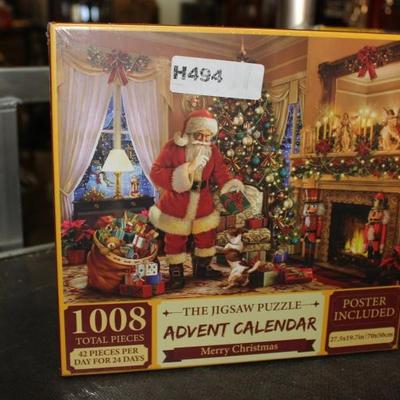 H494
1008
TOTAL PIECES
42 PIECES PER
DAY FOR 24 DAYS
THE JIGSAW PUZZLE
ADVENT CALENDAR
Merry Christmas
POSTER
INCLUDED
27.5x19.7in/70x50cm